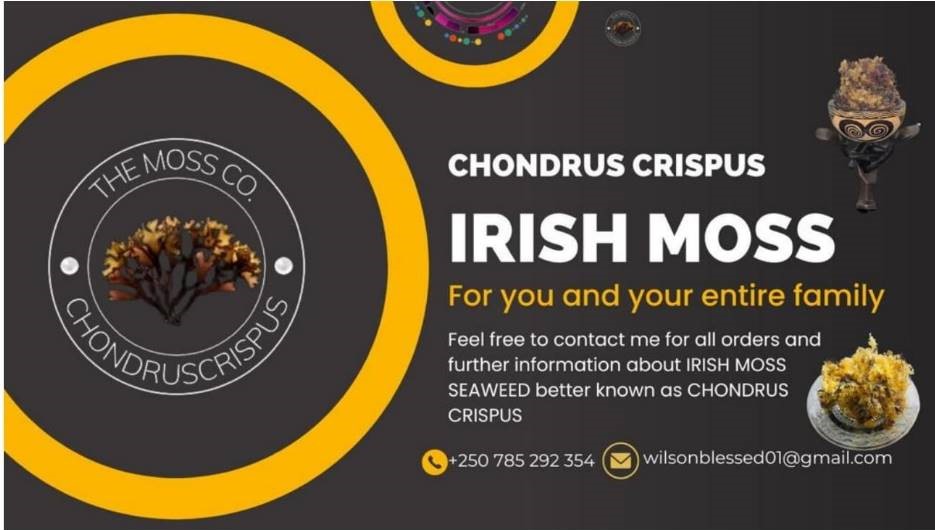 THE MOSS CO.
CHONDRUSCRISPUS
CHONDRUS CRISPUS
IRISH MOSS
For you and your entire family
Feel free to contact me for all orders and
further information about IRISH MOSS
SEAWEED better known as CHONDRUS
CRISPUS
+250 785 292 354
wilsonblessed01@gmail.com